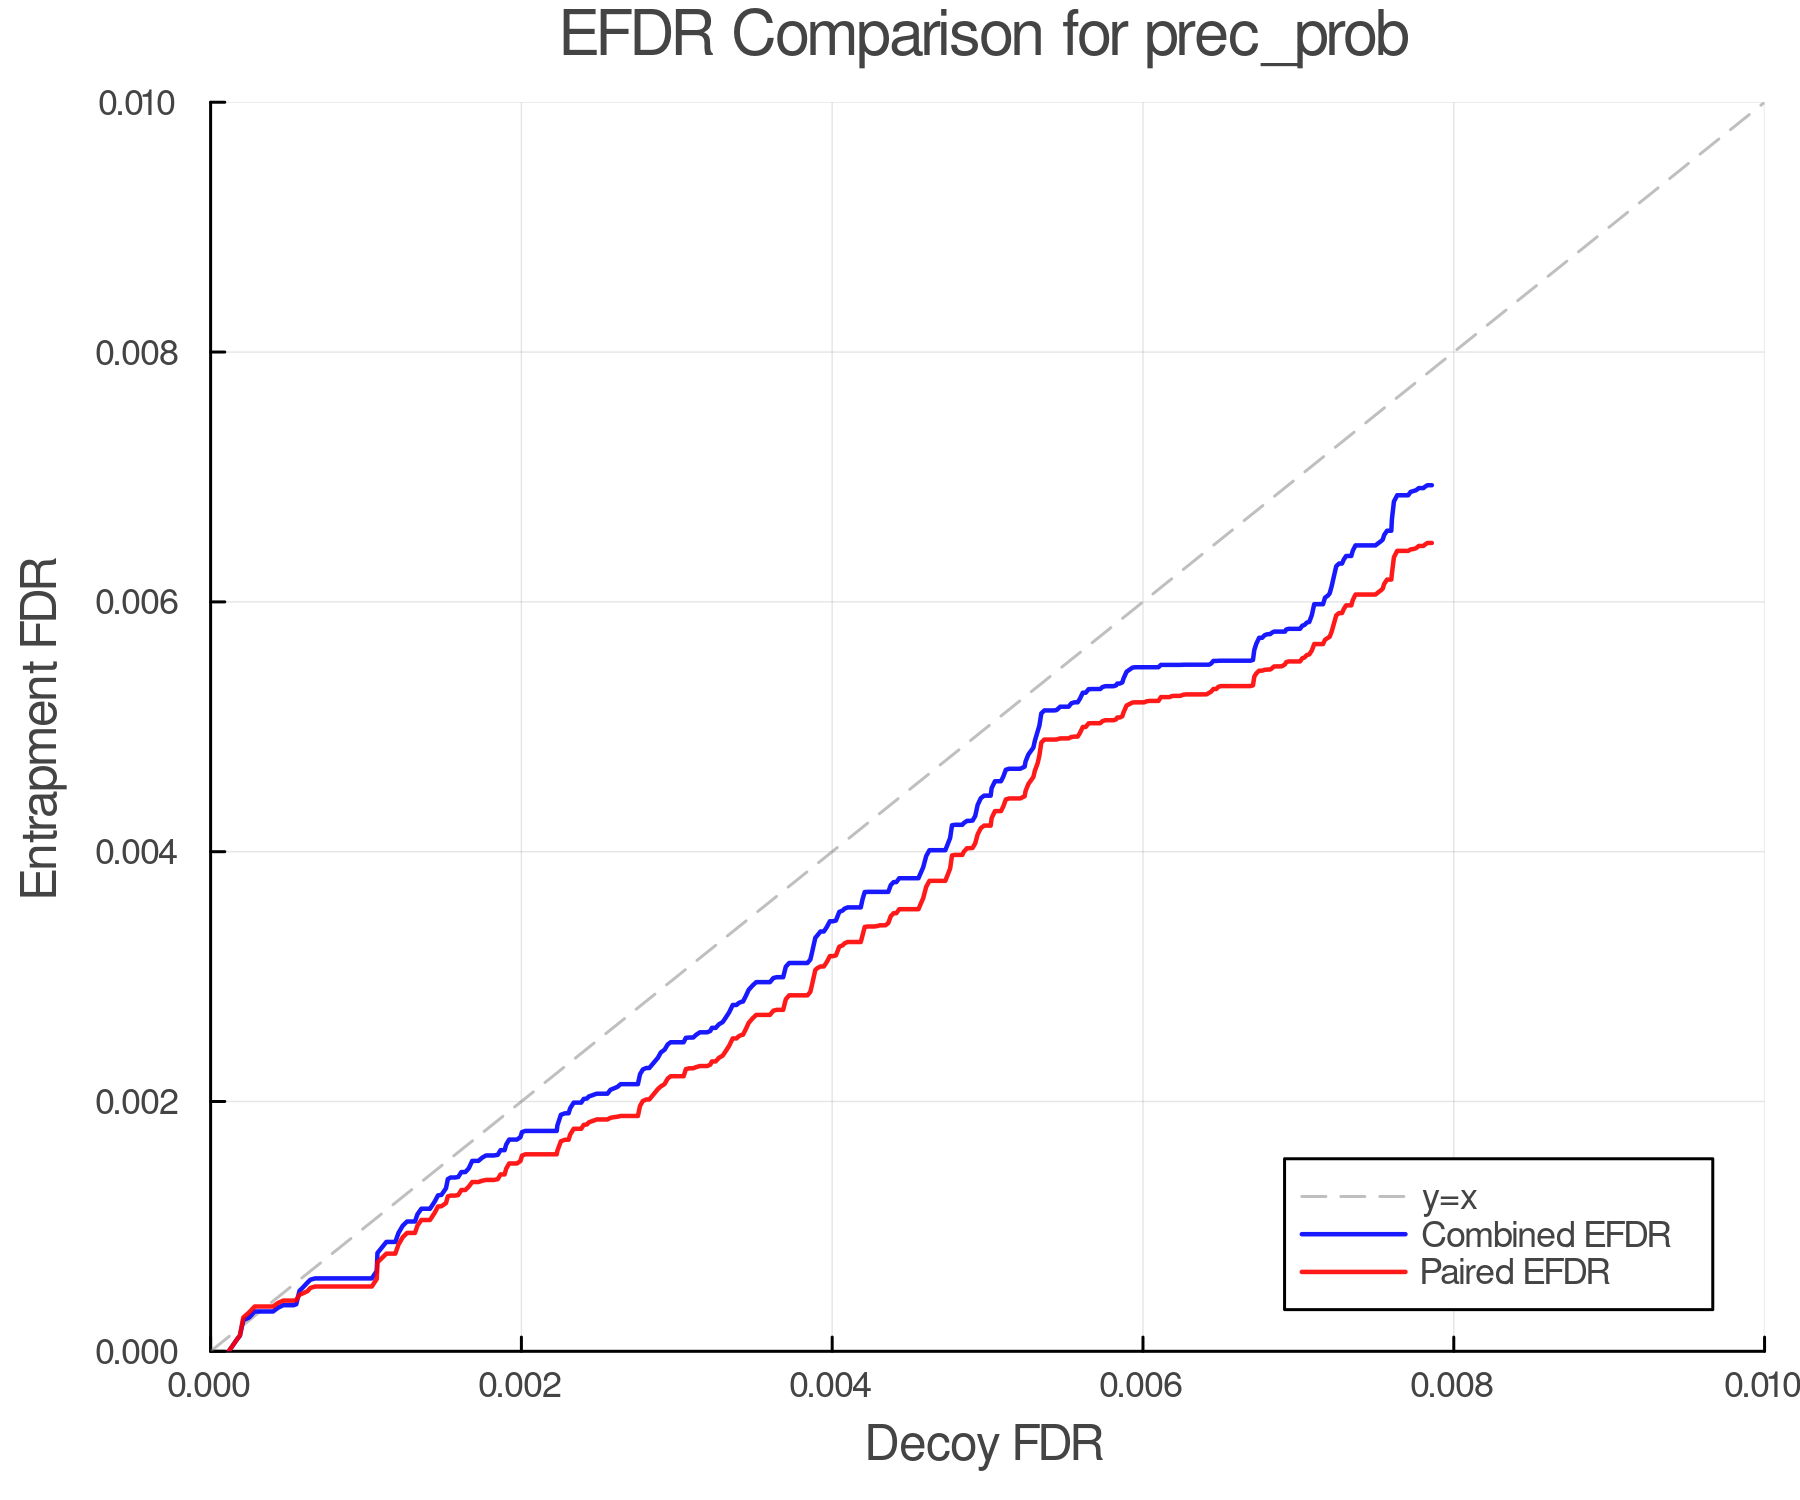 EFDR Comparison for prec_prob
0.010
0.008
0.006
0.004
0.002
0.000
Entrapment FDR
y=x
Combined EFDR
Paired EFDR
0.000 0.002 0.004 0.006 0.008 0.010
Decoy FDR